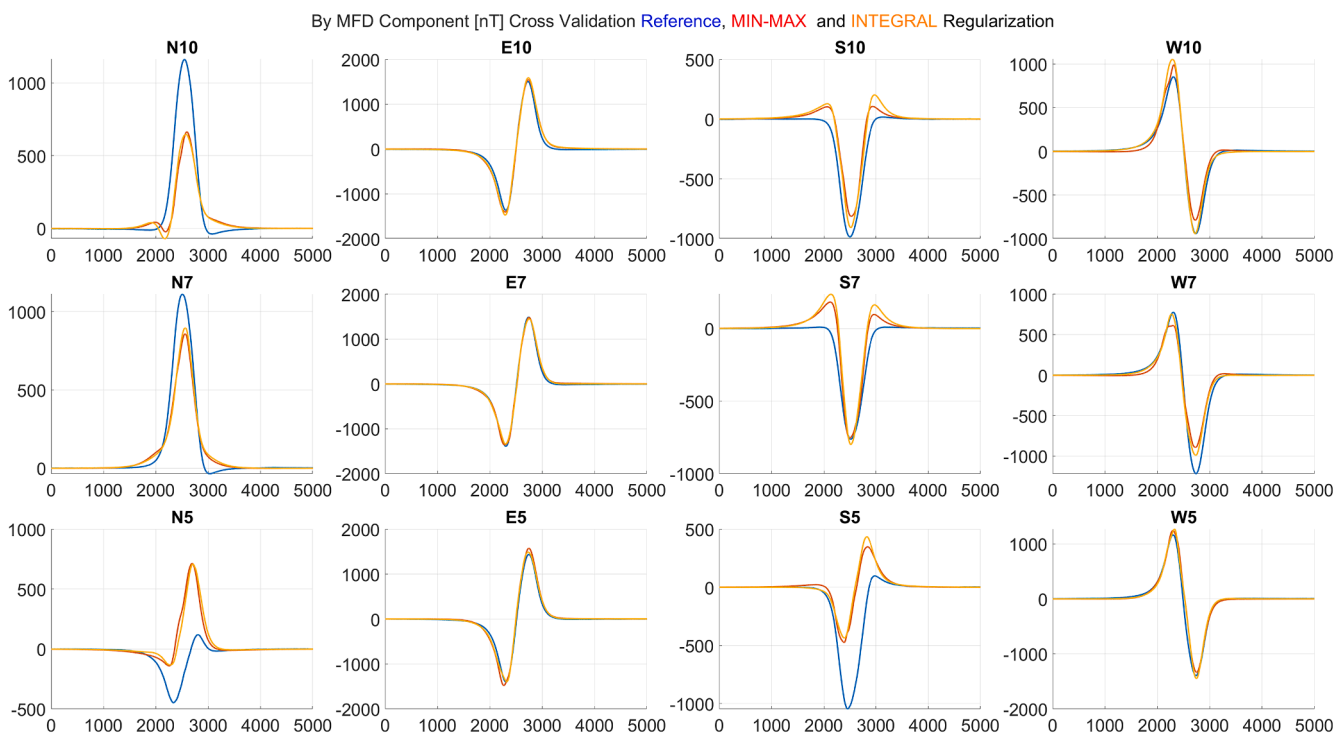 By MFD Component [nT] Cross Validation Reference, MIN-MAX and INTEGRAL Regularization
N10 E10 S10 W10
1000 500 0
0 1000 2000 3000 4000 5000
2000 1000 0 -1000 -2000
0 1000 2000 3000 4000 5000
500 0 -500 -1000
0 1000 2000 3000 4000 5000
1000 500 0 -500 -1000
0 1000 2000 3000 4000 5000
N7 E7 S7 W7
1000 500 0
0 1000 2000 3000 4000 5000
2000 1000 0 -1000 -2000
0 1000 2000 3000 4000 5000
0 -500 -1000
0 1000 2000 3000 4000 5000
1000 500 0 -500 -1000
0 1000 2000 3000 4000 5000
N5 E5 S5 W5
1000 500 0 -500
0 1000 2000 3000 4000 5000
2000 1000 0 -1000 -2000
0 1000 2000 3000 4000 5000
500 0 -500 -1000
0 1000 2000 3000 4000 5000
1000 0 -1000 -2000
0 1000 2000 3000 4000 5000